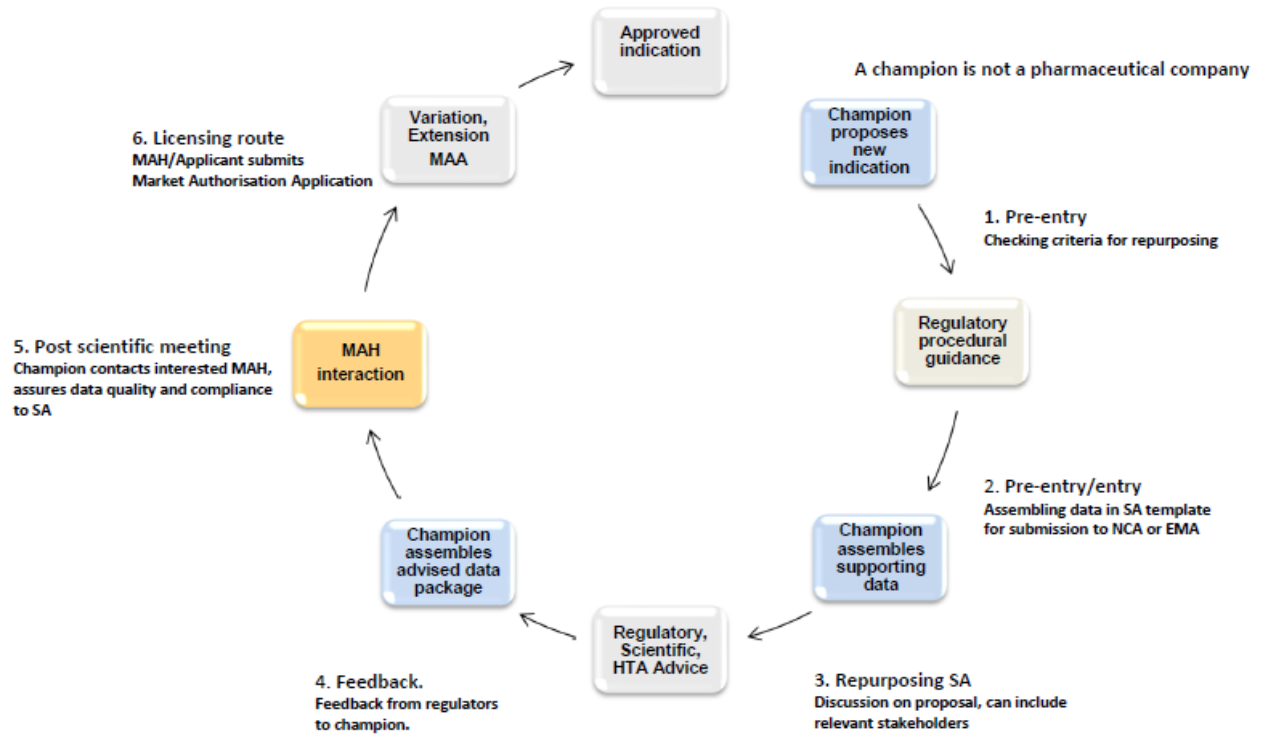 Approved
indication
A champion is not a pharmaceutical company
Champion
proposes
new
indication
1. Pre-entry
Checking criteria for repurposing
Regulatory
procedural
guidance
2. Pre-entry/entry
Assembling data in SA template
for submission to NCA or EMA
Champion
assembles
supporting
data
3. Repurposing SA
Discussion on proposal, can include
relevant stakeholders
Regulatory,
Scientific,
HTA Advice
4. Feedback.
Feedback from regulators
to champion.
Champion
assembles
advised data
package
5. Post scientific meeting
Champion contacts interested MAH,
assures data quality and compliance
to SA
MAH
interaction
6. Licensing route
MAH/Applicant submits
Market Authorisation Application
Variation,
Extension
MAA